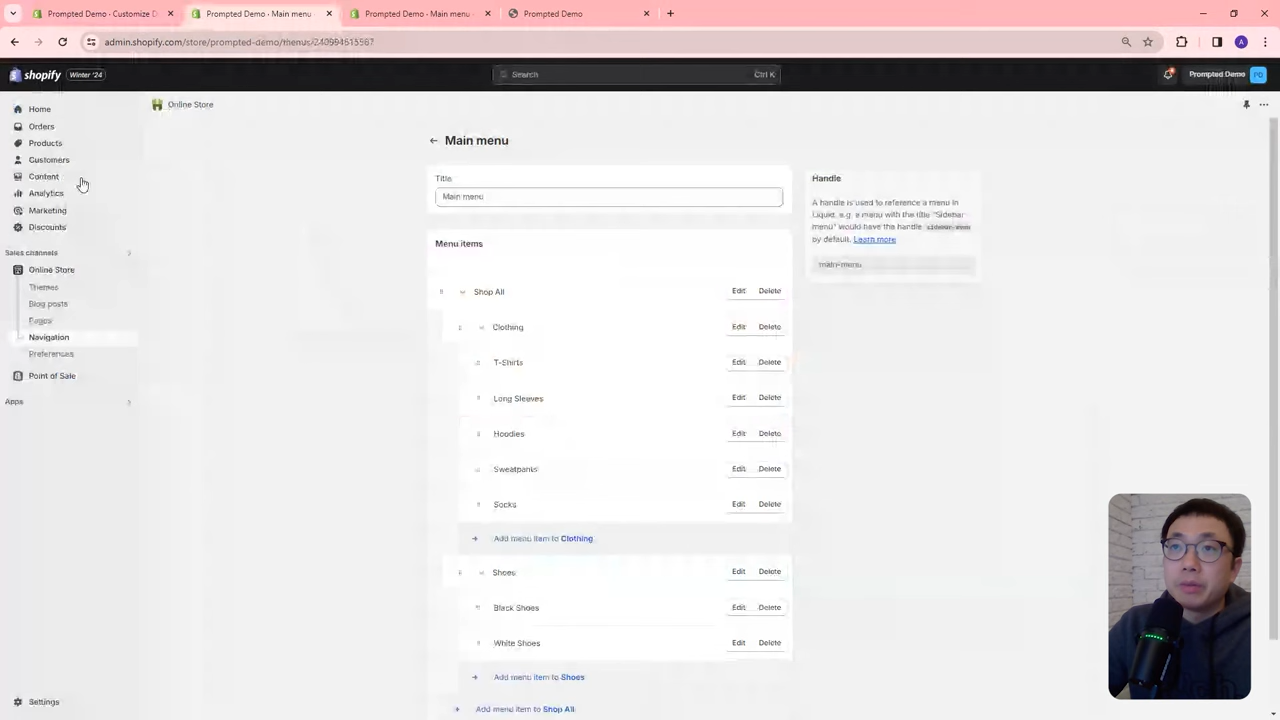 Prompted Demo - Customize D
Prompted Demo - Main menu
Prompted Demo - Main menu
Prompted Demo
admin.shopify.com/store/prompted-demo/menus/240994615587
shopify
Winter '24
Search
Ctrl K
Prompted Demo
PD
Home
Orders
Products
Customers
Content
Analytics
Marketing
Discounts
Sales channels
Online Store
Themes
Blog posts
Pages
Navigation
Preferences
Point of Sale
Apps
Settings
Online Store
Main menu
Title
Main menu
Menu items
Shop All
Edit
Delete
Clothing
Edit
Delete
T-Shirts
Edit
Delete
Long Sleeves
Edit
Delete
Hoodies
Edit
Delete
Sweatpants
Edit
Delete
Socks
Edit
Delete
Add menu item to Clothing
Shoes
Edit
Delete
Black Shoes
Edit
Delete
White Shoes
Edit
Delete
Add menu item to Shoes
Add menu item to Shop All
Handle
A handle is used to reference a menu in
Liquid. e.g. a menu with the title "Sidebar
menu" would have the handle sidebar-menu
by default. Learn more
main-menu